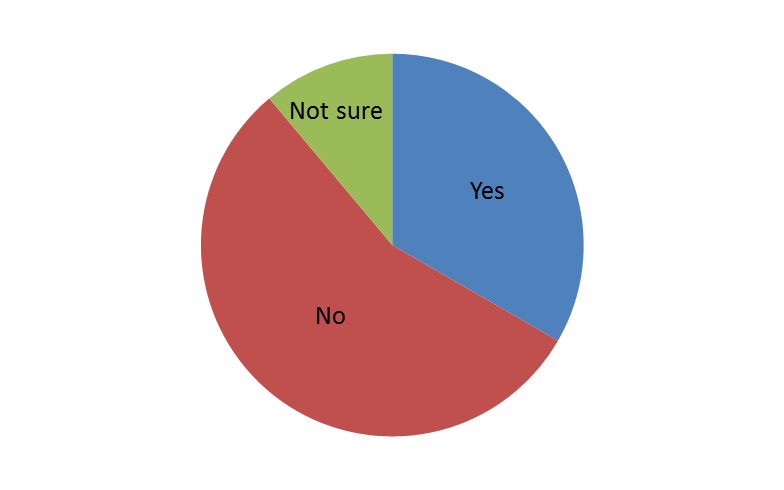 Not sure
Yes
No